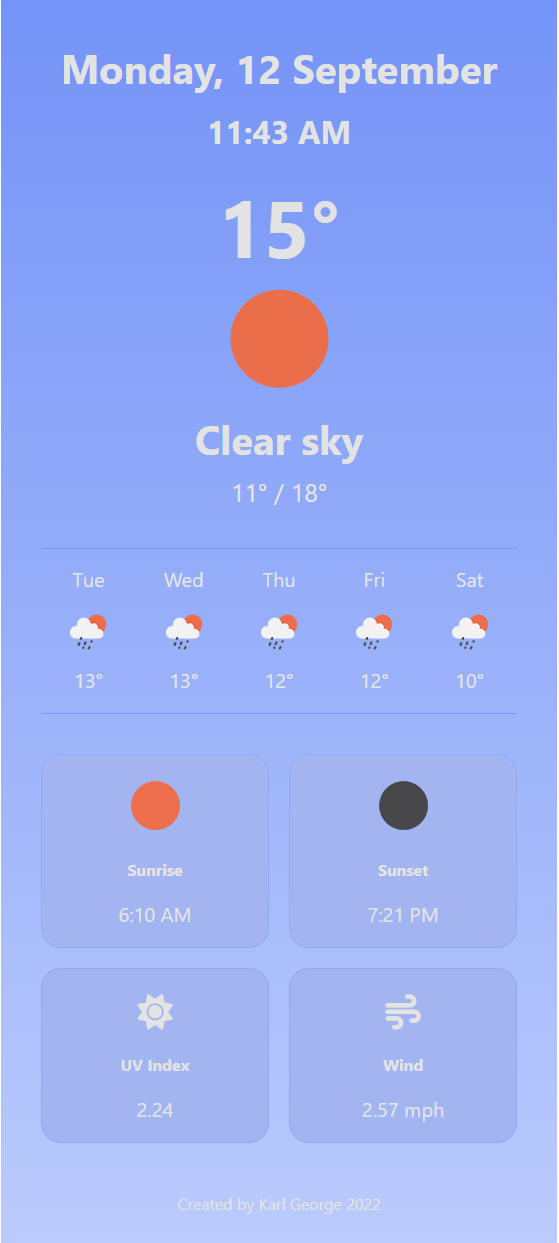 Monday, 12 September
11:43 AM
15°
Clear sky
11° / 18°
Tue Wed Thu Fri Sat
13° 13° 12° 12° 10°
Sunrise Sunset
6:10 AM 7:21 PM
UV Index Wind
2.24 2.57 mph
Created by Karl George 2022